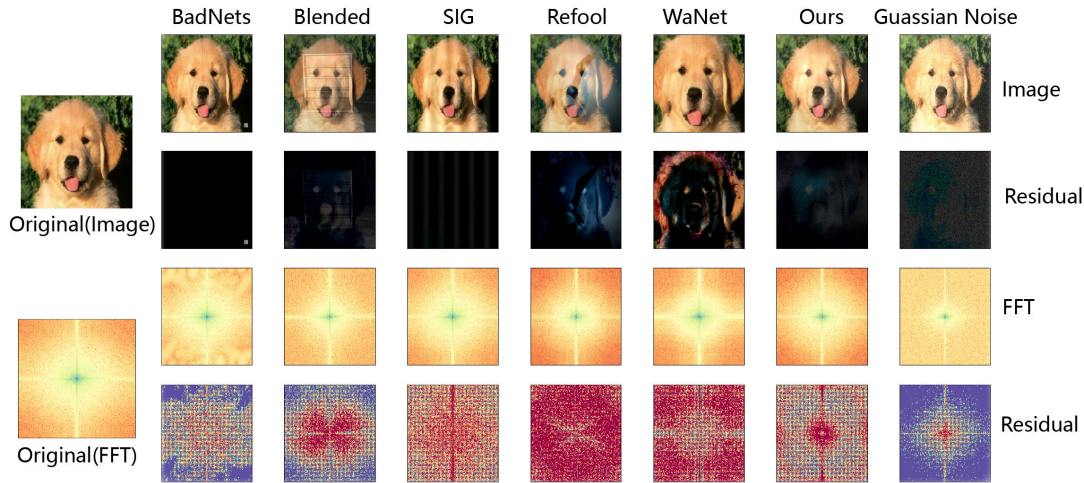 BadNets
Blended
SIG
Refool
WaNet
Ours
Guassian Noise
Image
Original(Image)
Residual
FFT
Original(FFT)
Residual